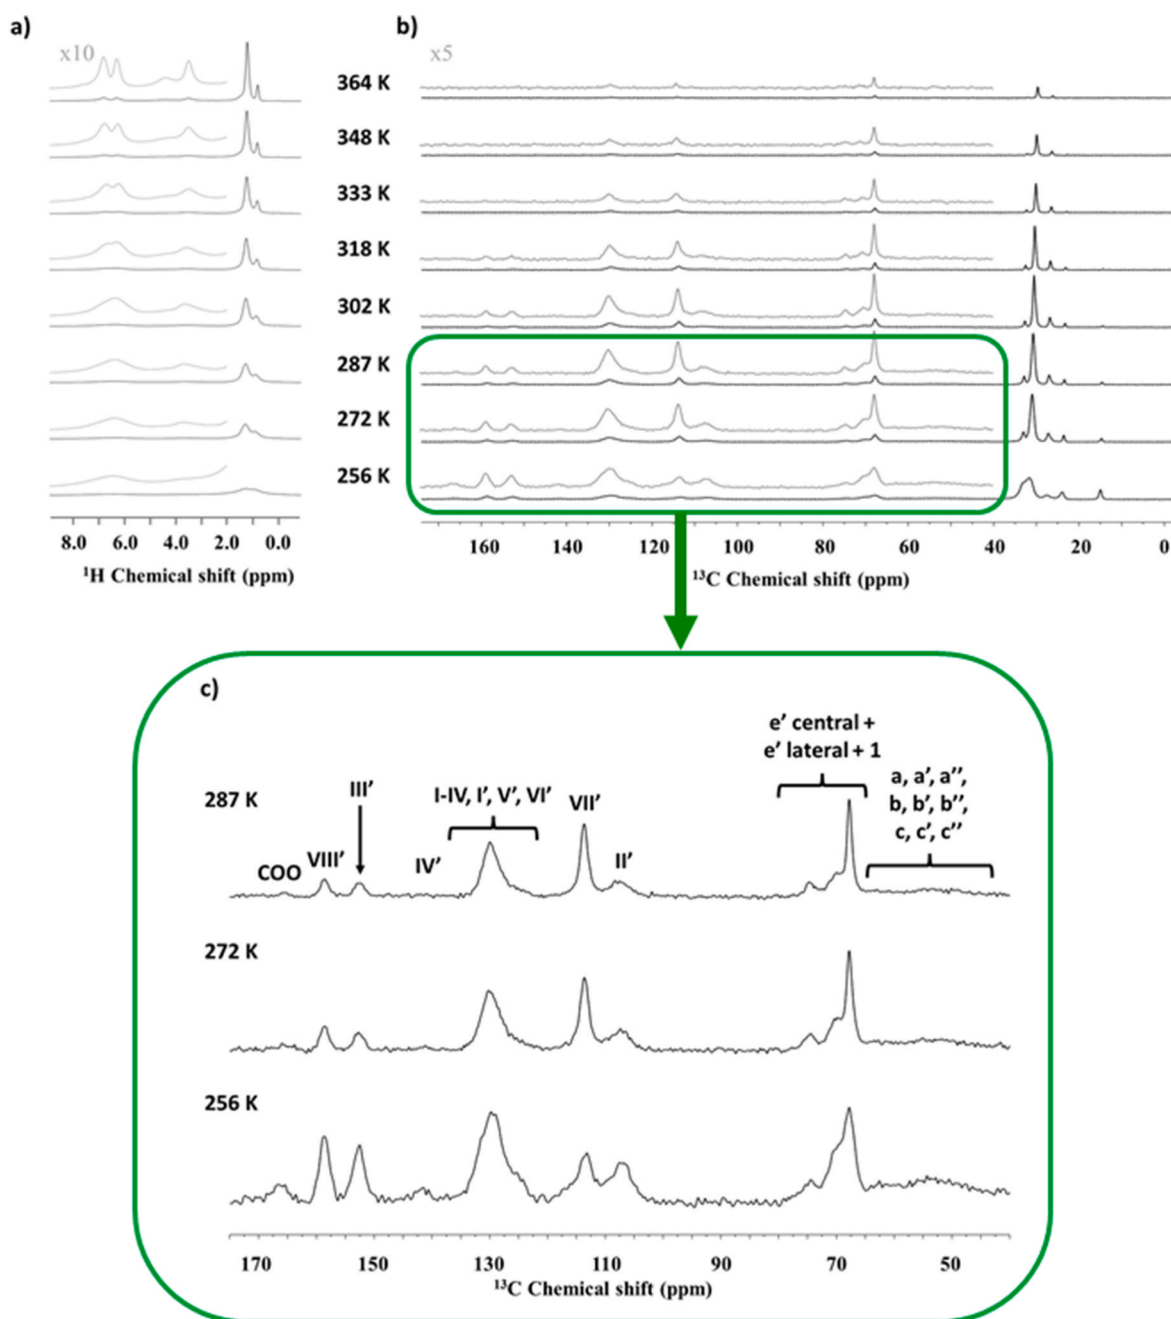 a)
x10
b)
x5
364 K
348 K
333 K
318 K
302 K
287 K
272 K
256 K
8.0 6.0 4.0 2.0 0.0
¹H Chemical shift (ppm)
160 140 120 100 80 60 40 20 0
¹³C Chemical shift (ppm)
c)
e' central +
e' lateral + 1
a, a', a'',
b, b', b'',
c, c', c''
287 K
III'
I-IV, I', V', VI'
VII'
COO
VIII'
IV'
II'
272 K
256 K
170 150 130 110 90 70 50
¹³C Chemical shift (ppm)